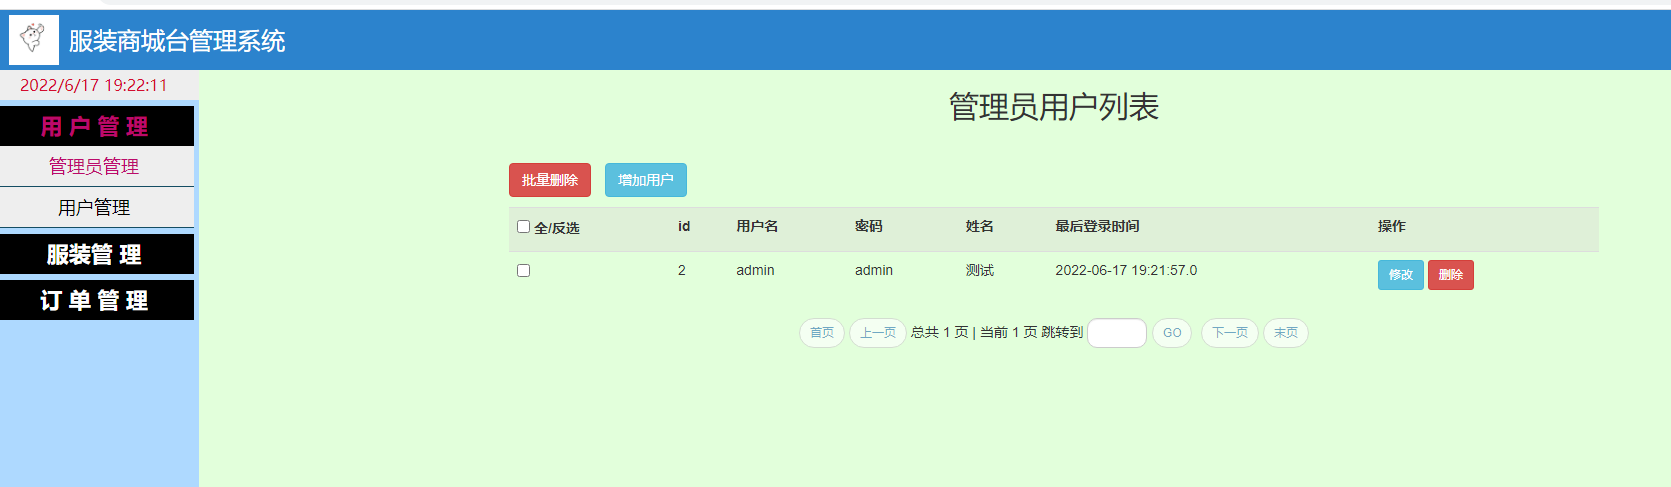 服装商城台管理系统
2022/6/17 19:22:11
用 户 管 理
管理员管理
用户管理
服装管 理
订 单 管 理
管理员用户列表
批量删除 增加用户
全/反选 id 用户名 密码 姓名 最后登录时间 操作
2 admin admin 测试 2022-06-17 19:21:57.0 修改 删除
首页 上一页 总共 1 页 | 当前 1 页 跳转到 GO 下一页 末页